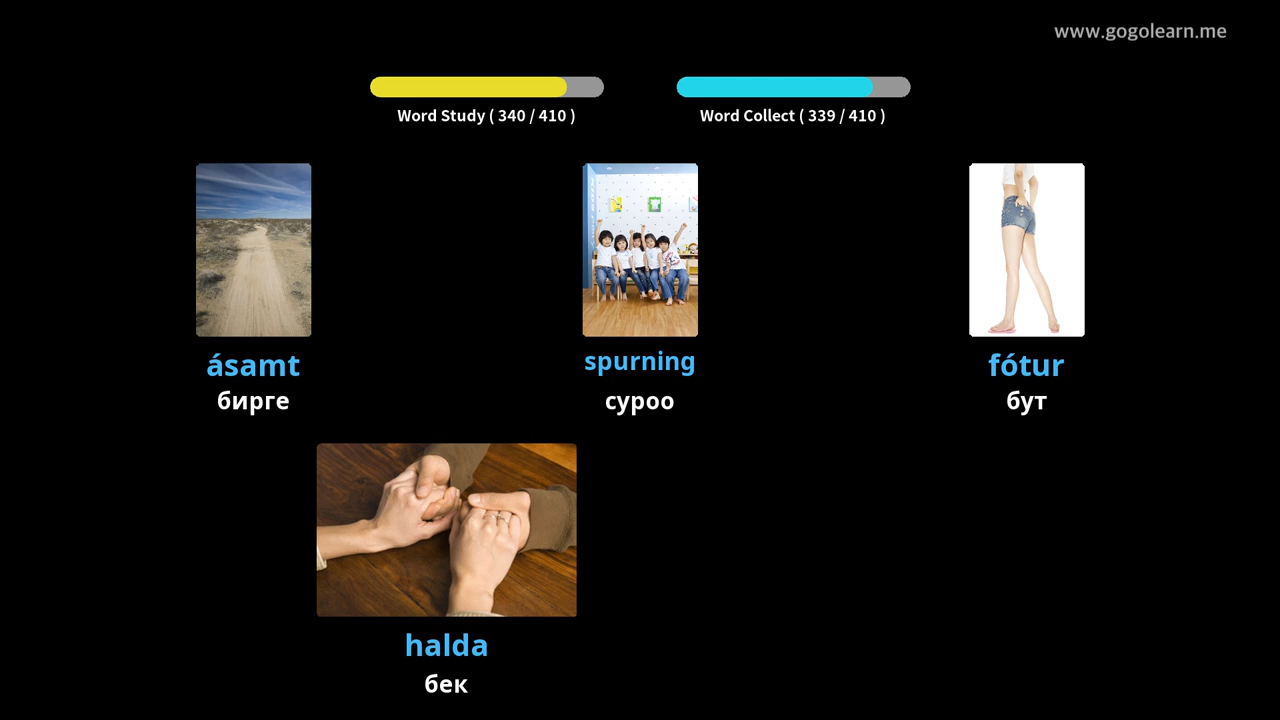 www.gogolearn.me
Word Study ( 340 / 410 )
Word Collect ( 339 / 410 )
ásamt
бирге
spurning
суроо
fótur
бут
halda
бек